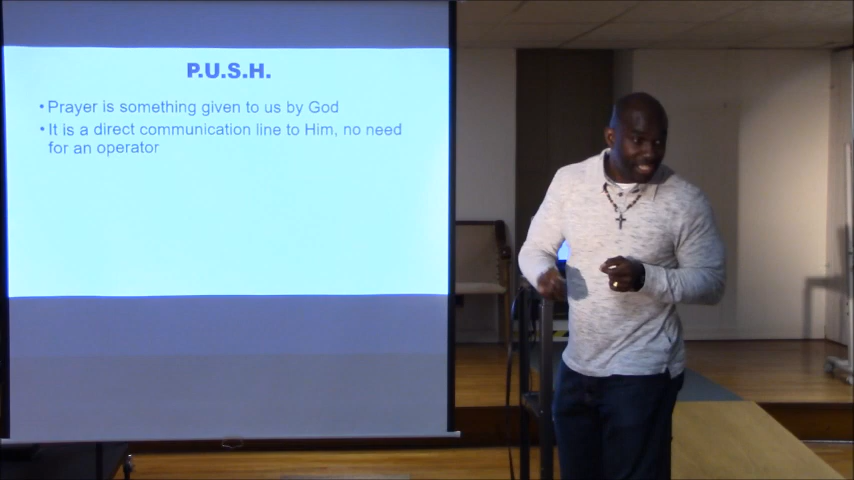 P.U.S.H.
• Prayer is something given to us by God
• It is a direct communication line to Him, no need
for an operator